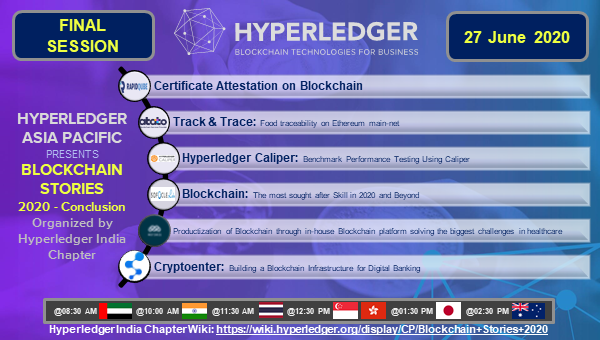 FINAL
SESSION
HYPERLEDGER
BLOCKCHAIN TECHNOLOGIES FOR BUSINESS
27 June 2020
HYPERLEDGER
ASIA PACIFIC
PRESENTS
BLOCKCHAIN
STORIES
2020 - Conclusion
Organized by
Hyperledger India
Chapter
RAPIDQUBE
Certificate Attestation on Blockchain
Track & Trace: Food traceability on Ethereum main-net
Hyperledger Caliper: Benchmark Performance Testing Using Caliper
Blockchain: The most sought after Skill in 2020 and Beyond
Productization of Blockchain through in-house Blockchain platform solving the biggest challenges in healthcare
Cryptoenter: Building a Blockchain Infrastructure for Digital Banking
@08:30 AM @10:00 AM @11:30 AM @12:30 PM @01:30 PM @02:30 PM
Hyperledger India Chapter Wiki: https://wiki.hyperledger.org/display/CP/Blockchain+Stories+2020